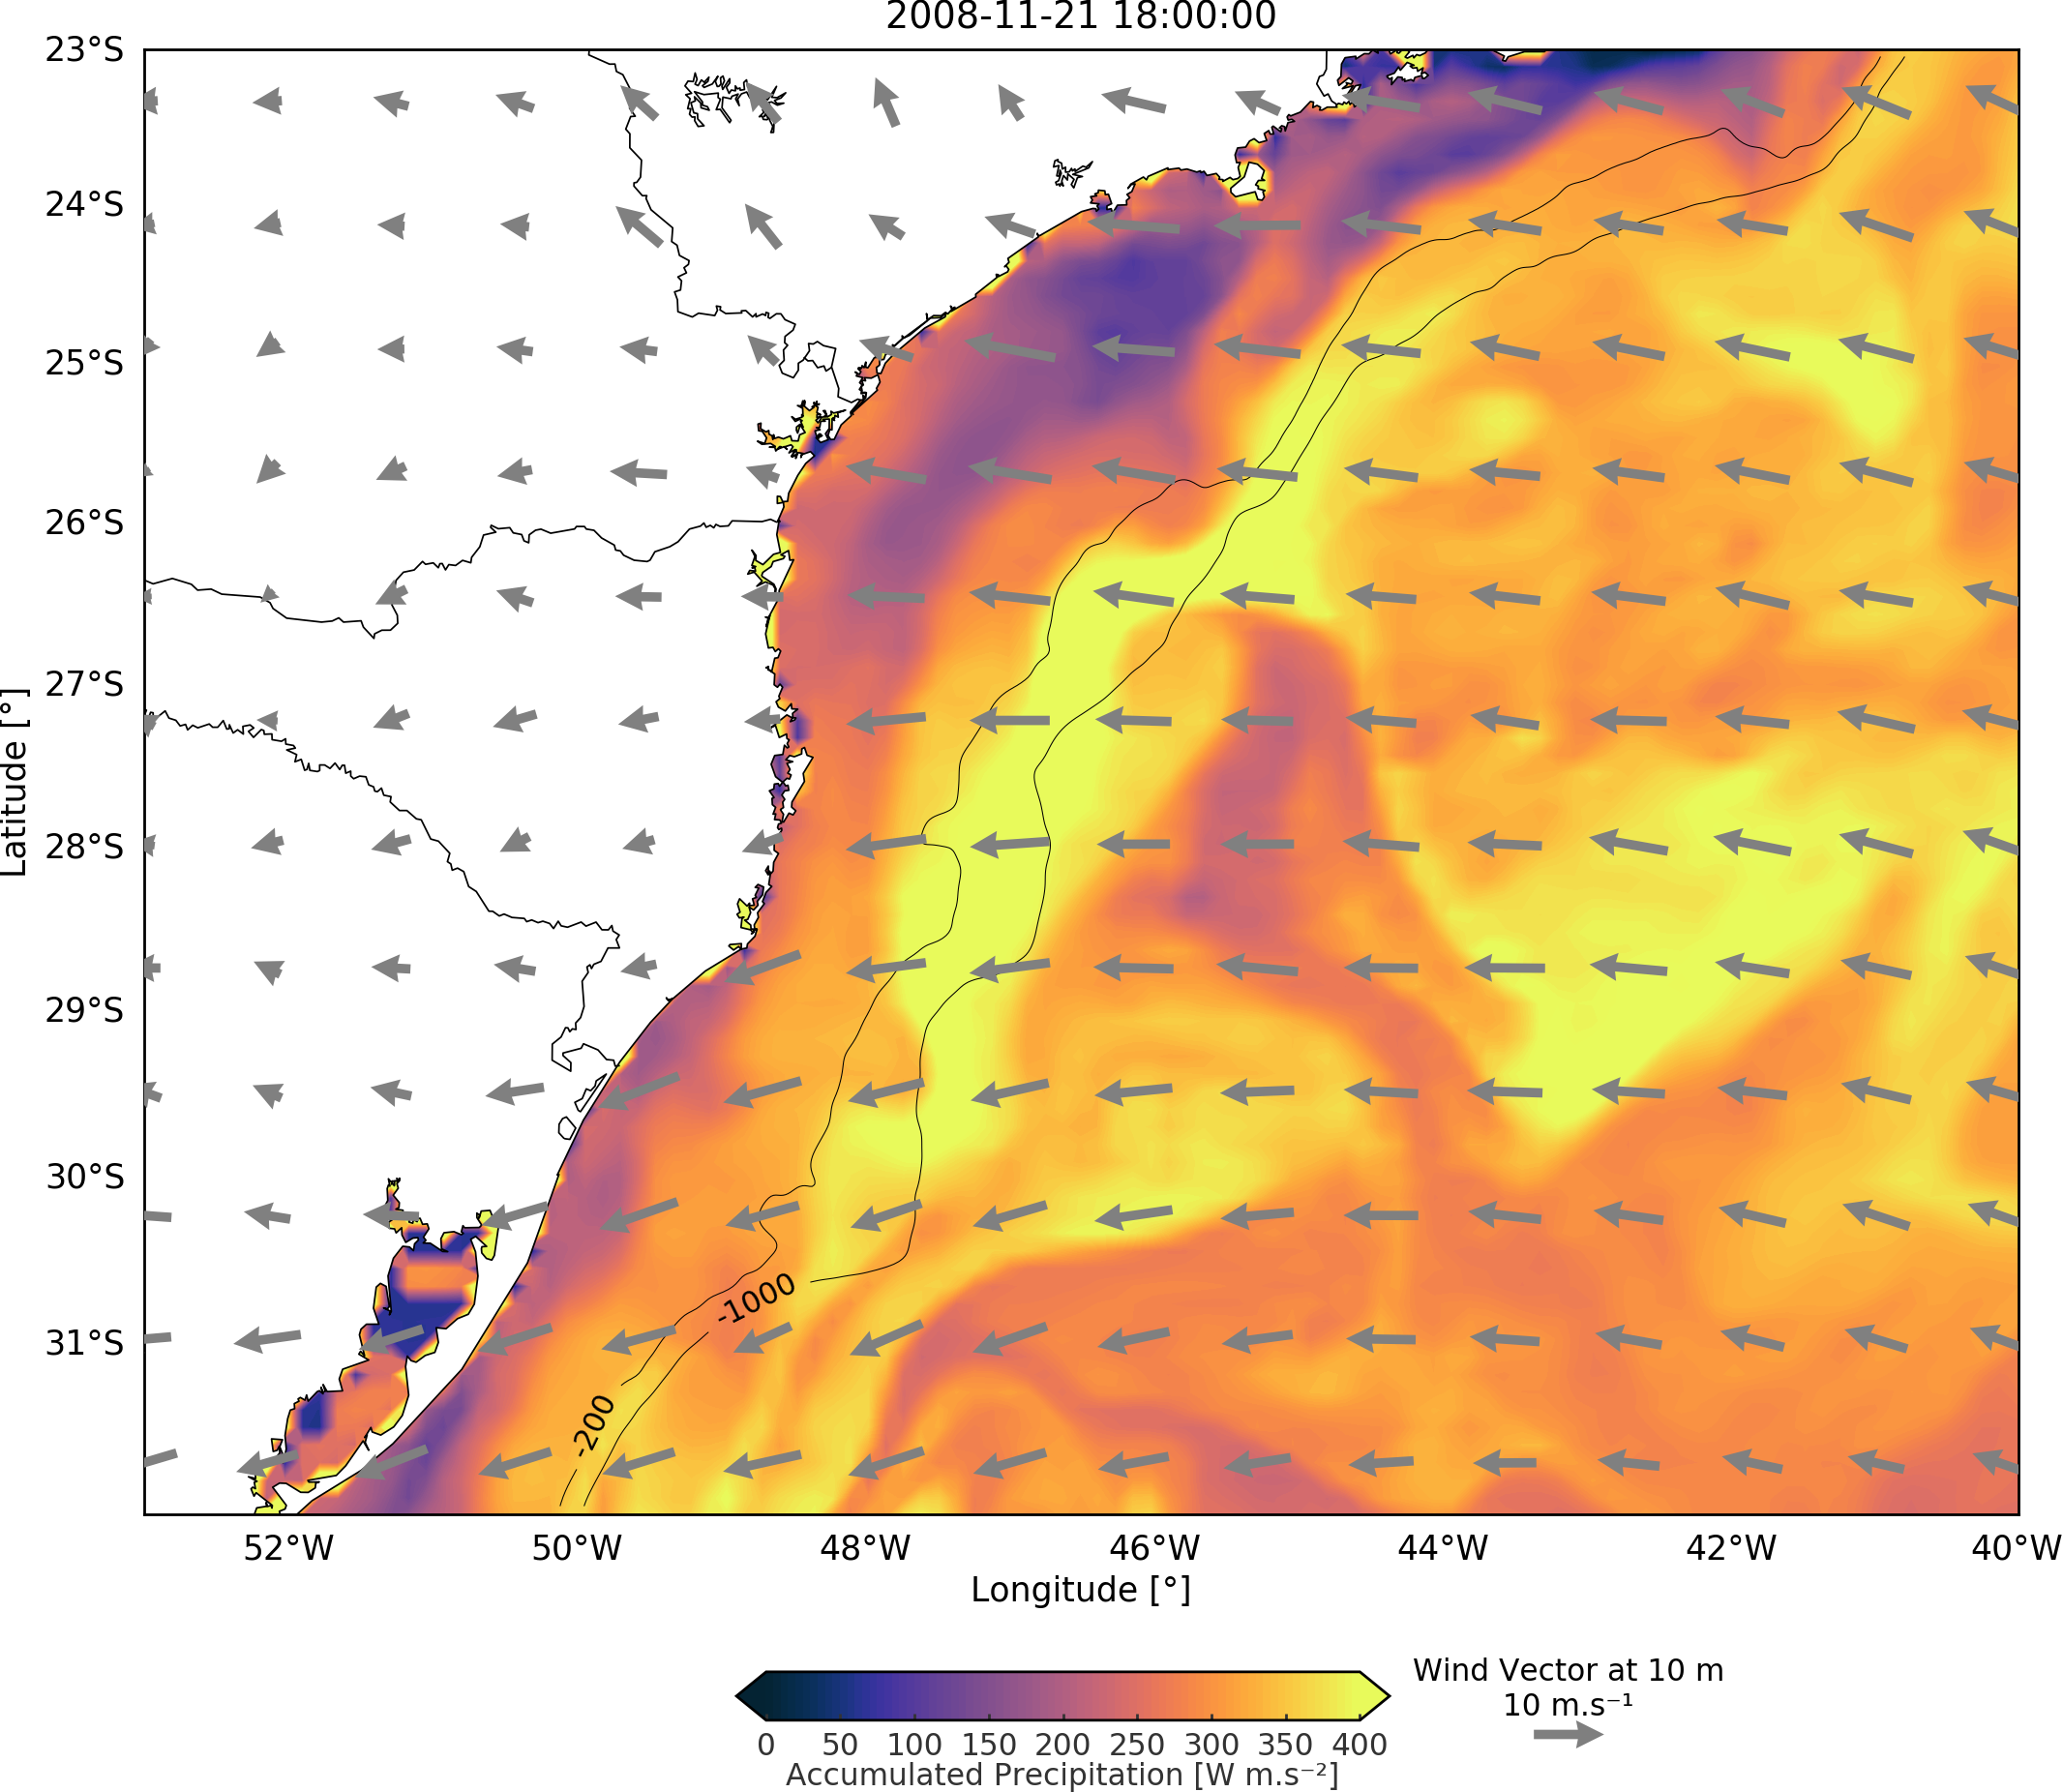 2008-11-21 18:00:00
23°S
24°S
25°S
26°S
27°S
28°S
29°S
30°S
31°S
Latitude [°]
-1000
-200
52°W 50°W 48°W 46°W 44°W 42°W 40°W
Longitude [°]
Wind Vector at 10 m
10 m.s⁻¹
0 50 100 150 200 250 300 350 400
Accumulated Precipitation [W m.s⁻²]